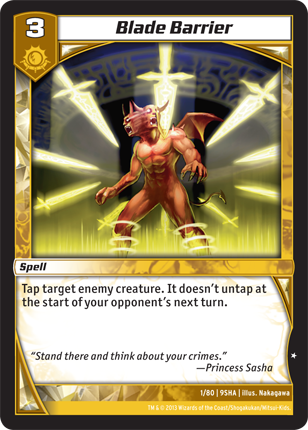 3
Blade Barrier
Spell
Tap target enemy creature. It doesn't untap at
the start of your opponent's next turn.
"Stand there and think about your crimes."
—Princess Sasha
1/80 | 9SHA | illus. Nakagawa
TM & © 2013 Wizards of the Coast/Shogakukan/Mitsui-Kids